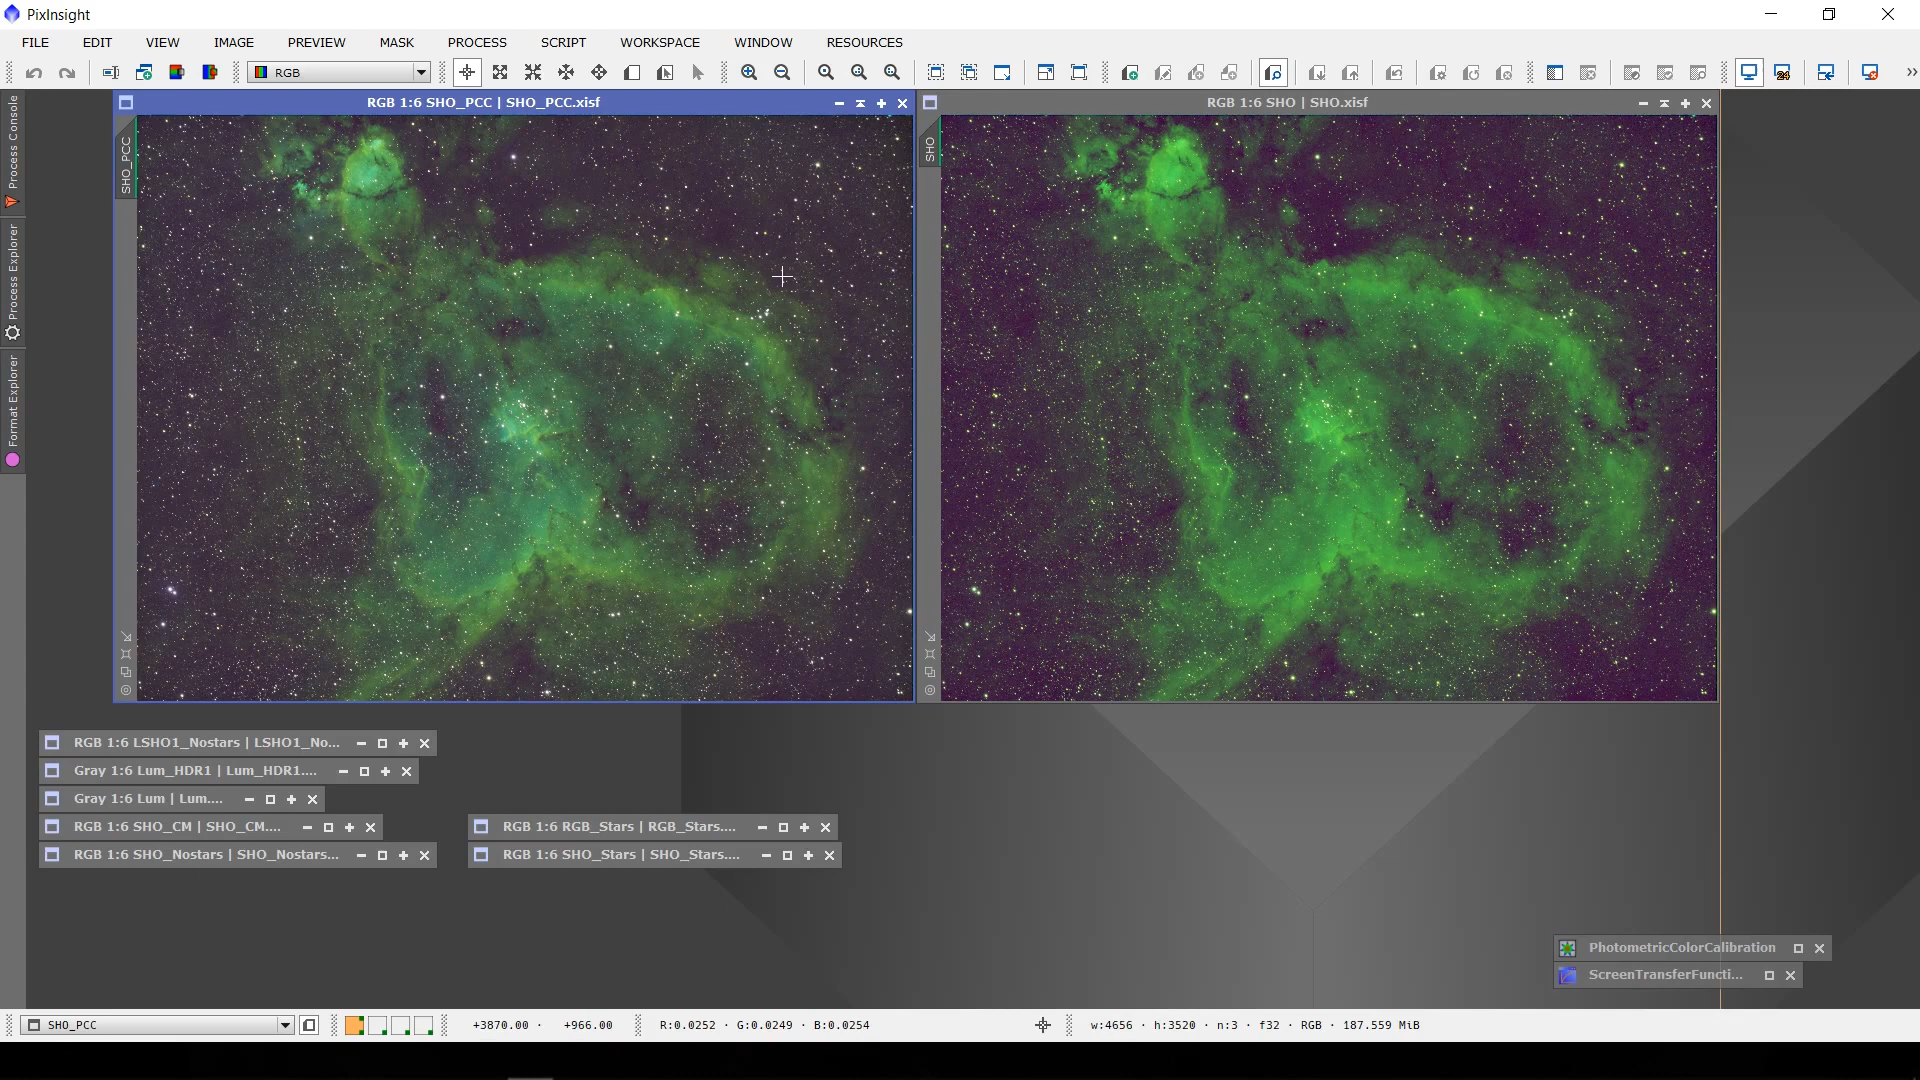 PixInsight
FILE EDIT VIEW IMAGE PREVIEW MASK PROCESS SCRIPT WORKSPACE WINDOW RESOURCES
RGB
24
Process Console
Process Explorer
Format Explorer
RGB 1:6 SHO_PCC | SHO_PCC.xisf
SHO_PCC
RGB 1:6 SHO | SHO.xisf
SHO
RGB 1:6 LSHO1_Nostars | LSHO1_No...
Gray 1:6 Lum_HDR1 | Lum_HDR1....
Gray 1:6 Lum | Lum....
RGB 1:6 SHO_CM | SHO_CM....
RGB 1:6 SHO_Nostars | SHO_Nostars...
RGB 1:6 RGB_Stars | RGB_Stars....
RGB 1:6 SHO_Stars | SHO_Stars....
PhotometricColorCalibration
ScreenTransferFuncti...
SHO_PCC
+3870.00 · +966.00
R:0.0252 · G:0.0249 · B:0.0254
w:4656 · h:3520 · n:3 · f32 · RGB · 187.559 MiB